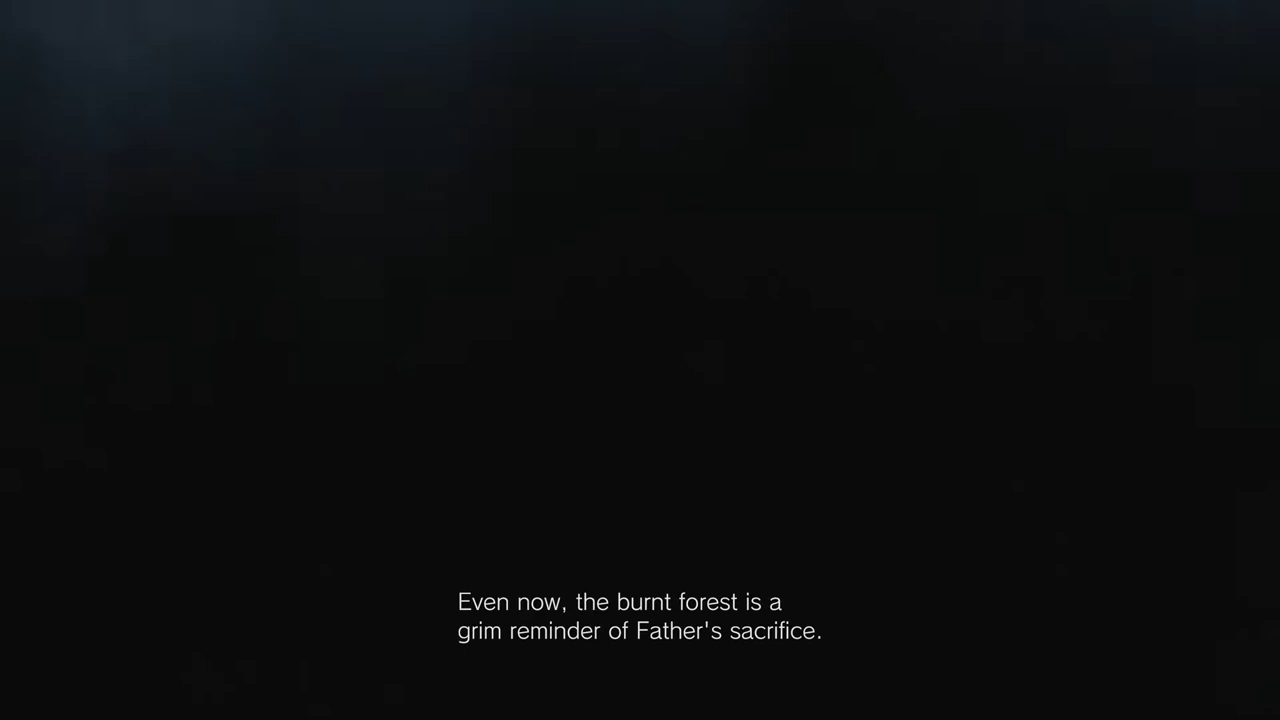 Even now, the burnt forest is a
grim reminder of Father's sacrifice.